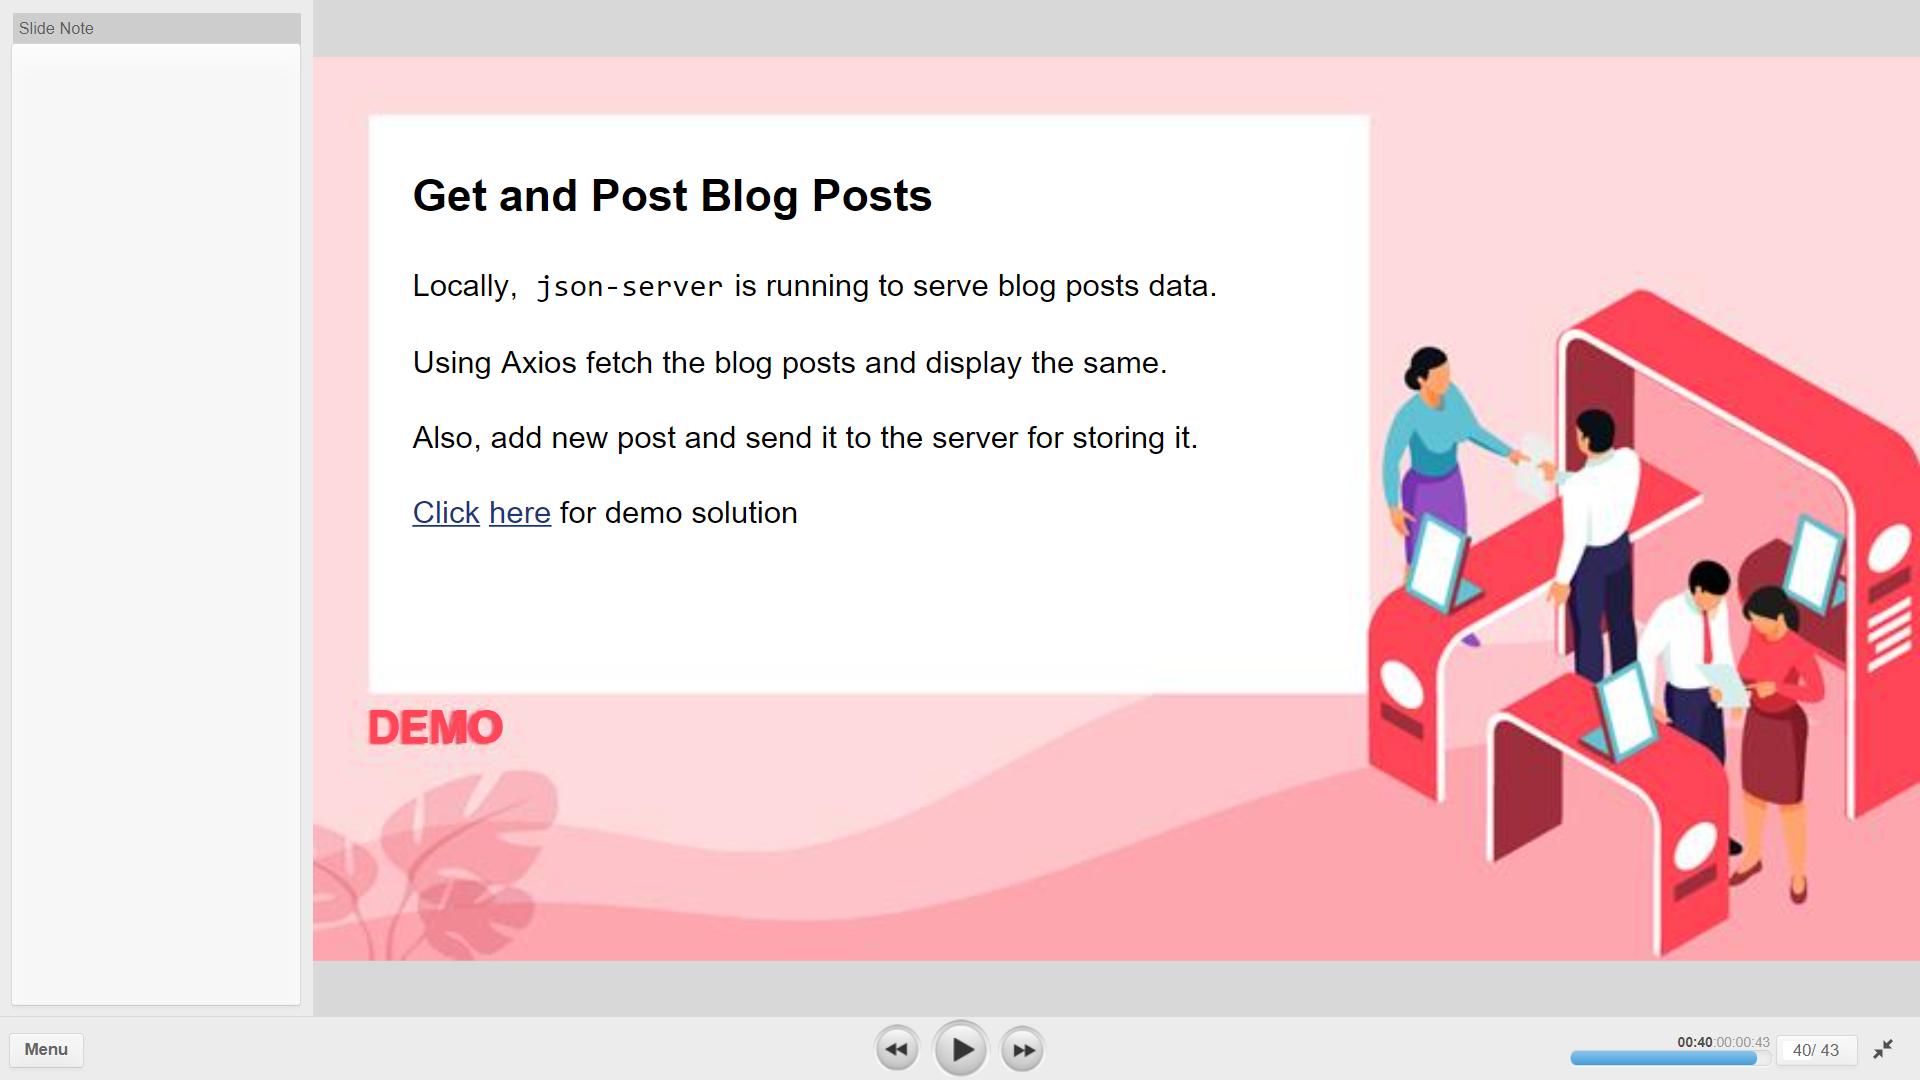 Slide Note
Get and Post Blog Posts
Locally, json-server is running to serve blog posts data.
Using Axios fetch the blog posts and display the same.
Also, add new post and send it to the server for storing it.
Click here for demo solution
DEMO
Menu
00:40:00:00:43
40/ 43